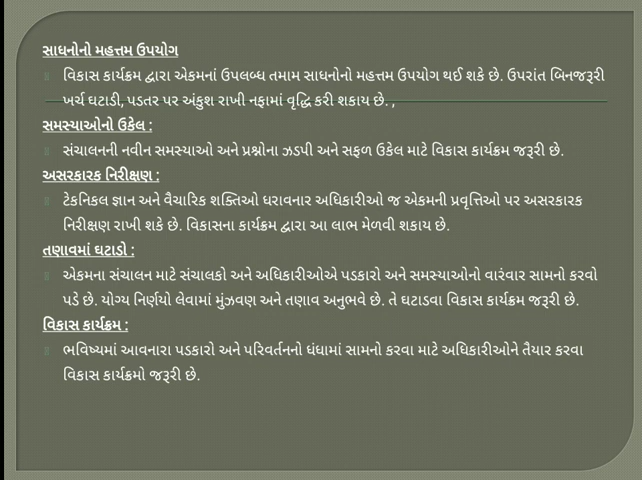 સાધનોનો મહત્તમ ઉપયોગ
વિકાસ કાર્યક્રમ દ્વારા એકમનાં ઉપલબ્ધ તમામ સાધનોનો મહત્તમ ઉપયોગ થઈ શકે છે. ઉપરાંત બિનજરૂરી
ખર્ચ ઘટાડી, પડતર પર અંકુશ રાખી નફામાં વૃદ્ધિ કરી શકાય છે. ,
સમસ્યાઓનો ઉકેલ :
સંચાલનની નવીન સમસ્યાઓ અને પ્રશ્નોના ઝડપી અને સફળ ઉકેલ માટે વિકાસ કાર્યક્રમ જરૂરી છે.
અસરકારક નિરીક્ષણ :
ટેકનિકલ જ્ઞાન અને વૈચારિક શક્તિઓ ધરાવનાર અધિકારીઓ જ એકમની પ્રવૃત્તિઓ પર અસરકારક
નિરીક્ષણ રાખી શકે છે. વિકાસના કાર્યક્રમ દ્વારા આ લાભ મેળવી શકાય છે.
તણાવમાં ઘટાડો :
એકમના સંચાલન માટે સંચાલકો અને અધિકારીઓએ પડકારો અને સમસ્યાઓનો વારંવાર સામનો કરવો
પડે છે. યોગ્ય નિર્ણયો લેવામાં મુંઝવણ અને તણાવ અનુભવે છે. તે ઘટાડવા વિકાસ કાર્યક્રમ જરૂરી છે.
વિકાસ કાર્યક્રમ :
ભવિષ્યમાં આવનારા પડકારો અને પરિવર્તનનો ધંધામાં સામનો કરવા માટે અધિકારીઓને તૈયાર કરવા
વિકાસ કાર્યક્રમો જરૂરી છે.